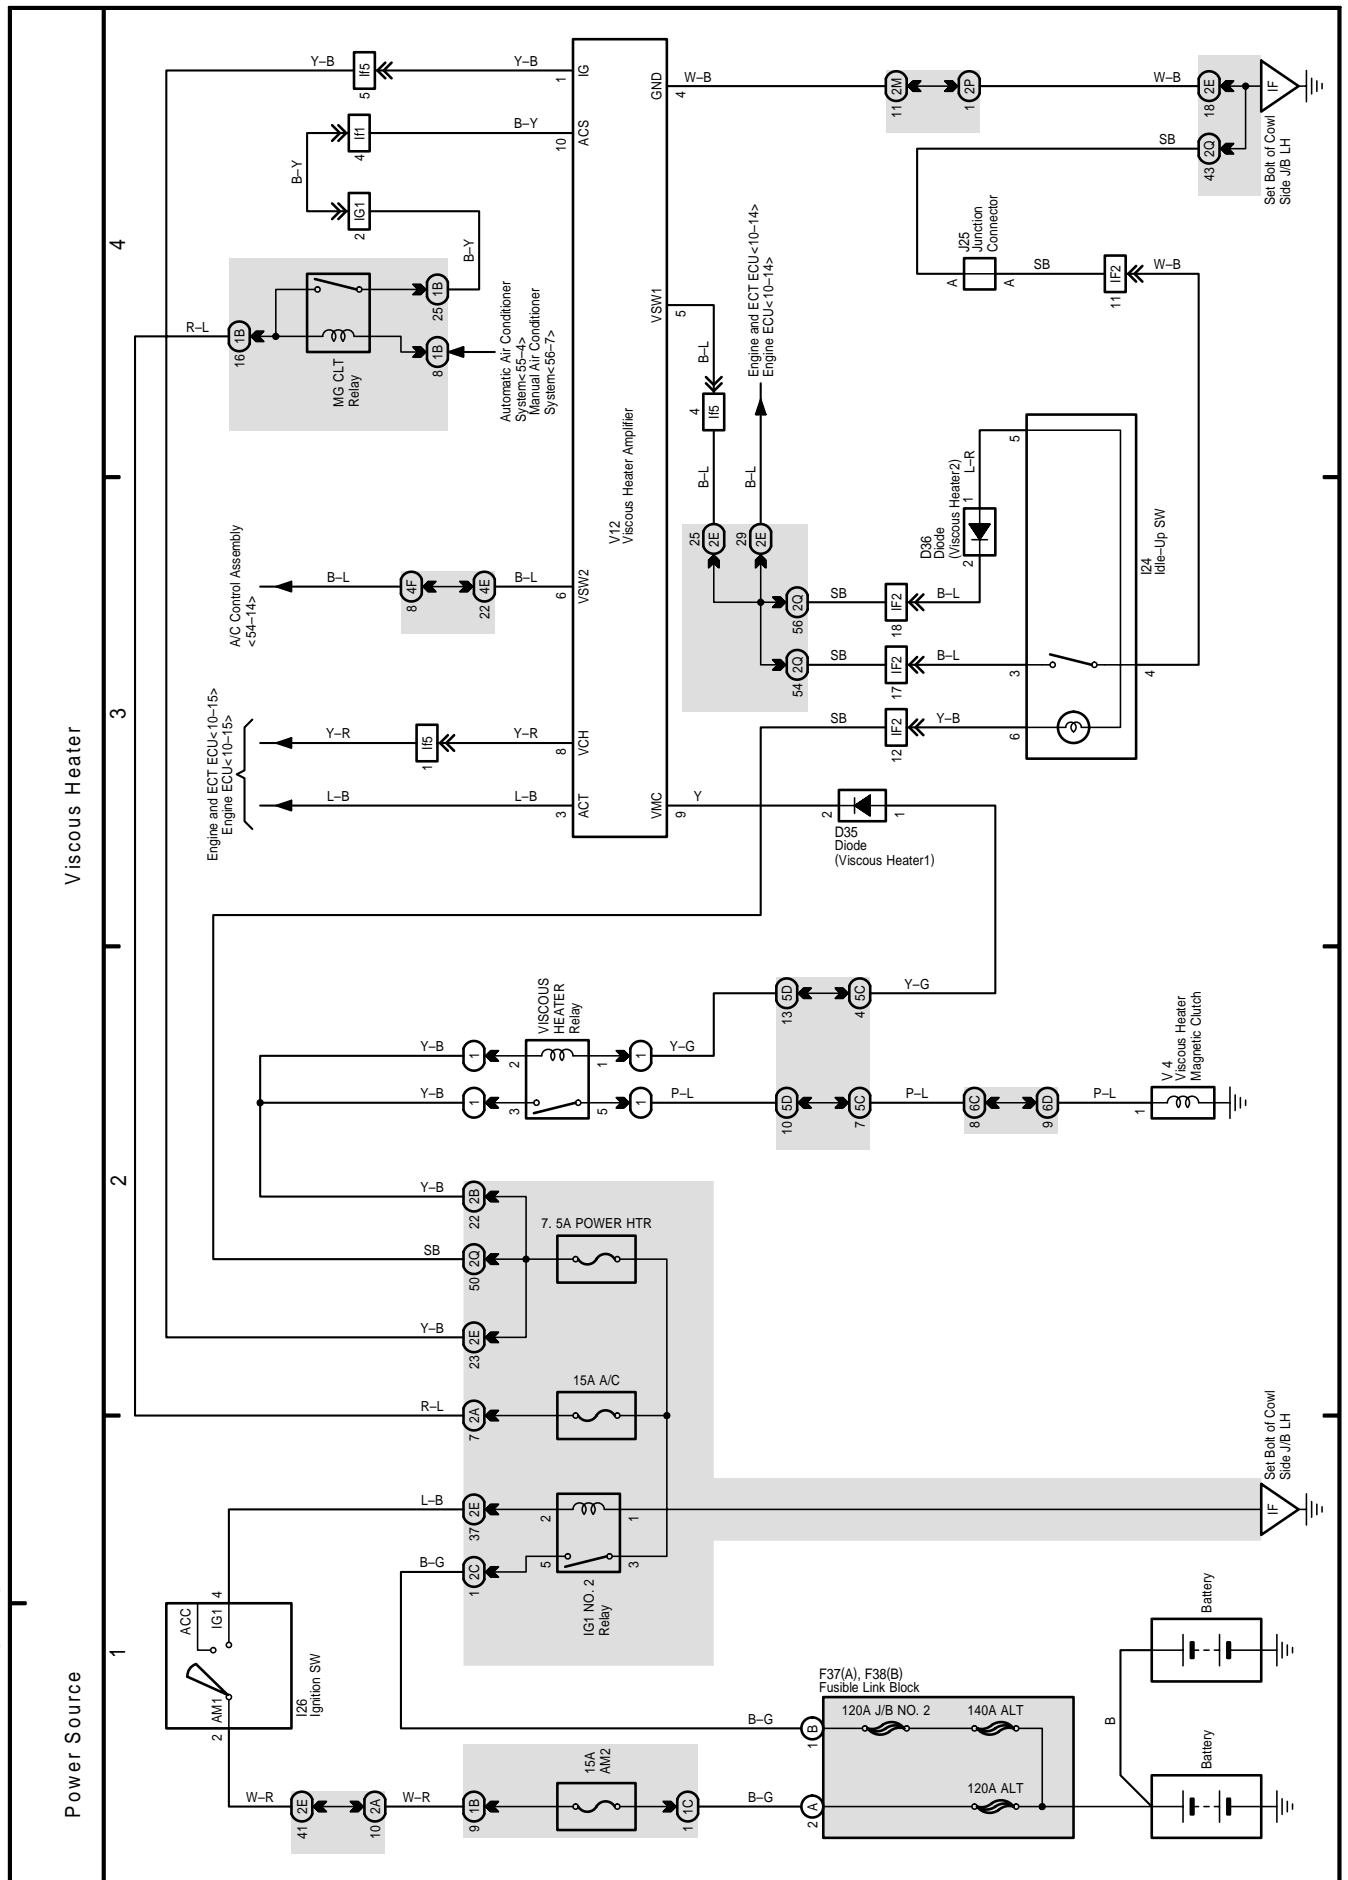 Power Source
Viscous Heater
1
2
3
4
W–R
41
2E
10
2A
W–R
9
1B
15A
AM2
1
1C
B–G
2
A
I26
Ignition SW
2
AM1
ACC
IG1
4
L–B
37
2E
B–G
1
2C
5
2
3
1
IG1 NO. 2
Relay
B–G
1
B
F37(A), F38(B)
Fusible Link Block
120A J/B NO. 2
140A ALT
120A ALT
B
Battery
Battery
IF
Set Bolt of Cowl
Side J/B LH
R–L
7
2A
15A A/C
Y–B
23
2E
SB
50
2Q
Y–B
22
2B
7. 5A POWER HTR
Y–B
1
3
5
1
P–L
10
5D
7
5C
P–L
8
6C
9
6D
P–L
1
V 4
Viscous Heater
Magnetic Clutch
Y–B
1
2
1
1
Y–G
VISCOUS
HEATER
Relay
13
5D
4
5C
Y–G
D35
Diode
(Viscous Heater1)
2
1
Y
9
VMC
Engine and ECT ECU<10–15>
Engine ECU<10–15>
L–B
L–B
3
ACT
Y–R
1
If5
Y–R
8
VCH
A/C Control Assembly
<54–14>
B–L
8
4F
22
4E
B–L
6
VSW2
V12
Viscous Heater Amplifier
SB
12
IF2
Y–B
6
54
2Q
SB
17
IF2
B–L
3
4
56
2Q
SB
18
IF2
B–L
2
1
L–R
5
D36
Diode
(Viscous Heater2)
I24
Idle–Up SW
25
2E
B–L
4
If5
B–L
5
VSW1
29
2E
B–L
Engine and ECT ECU<10–14>
Engine ECU<10–14>
R–L
16
1B
MG CLT
Relay
8
1B
25
1B
Automatic Air Conditioner
System<55–4>
Manual Air Conditioner
System<56–7>
B–Y
2
IG1
B–Y
4
If1
B–Y
10
ACS
Y–B
5
If5
Y–B
1
IG
GND
4
W–B
11
2M
1
2P
W–B
18
2E
IF
Set Bolt of Cowl
Side J/B LH
43
2Q
SB
J25
Junction
Connector
A
A
SB
11
IF2
W–B